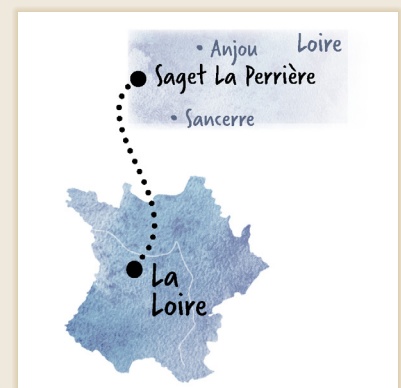 Loire
Anjou
Saget La Perrière
Sancerre
La
Loire